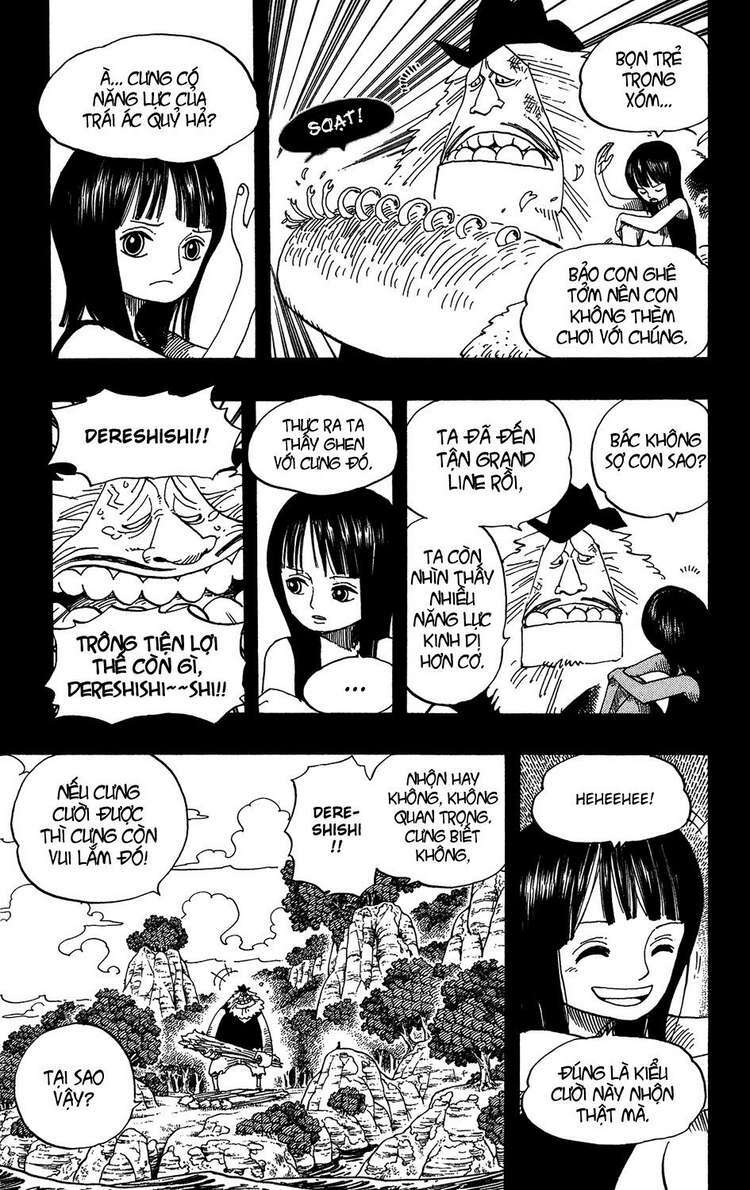 BỌN TRẺ
TRONG
XÓM...
SOẠT!
BẢO CON GHÊ
TỞM NÊN CON
KHÔNG THÈM
CHƠI VỚI CHÚNG.
À... CƯNG CÓ
NĂNG LỰC CỦA
TRÁI ÁC QUỶ HẢ?
BÁC KHÔNG
SỢ CON SAO?
TA ĐÃ ĐẾN
TẬN GRAND
LINE RỒI,
TA CÒN
NHÌN THẤY
NHIỀU
NĂNG LỰC
KINH DỊ
HƠN CƠ.
THỰC RA TA
THẤY GHEN
VỚI CƯNG ĐÓ.
...
DERESHISHI!!
TRÔNG TIỆN LỢI
THẾ CÒN GÌ,
DERESHISHI~~SHI!!
HEHEEHEE!
ĐÚNG LÀ KIỂU
CƯỜI NÀY NHỘN
THẬT MÀ.
NHỘN HAY
KHÔNG, KHÔNG
QUAN TRỌNG.
CƯNG BIẾT
KHÔNG,
DERE-
SHISHI
!!
NẾU CƯNG
CƯỜI ĐƯỢC
THÌ CƯNG CÒN
VUI LẮM ĐÓ!
TẠI SAO
VẬY?